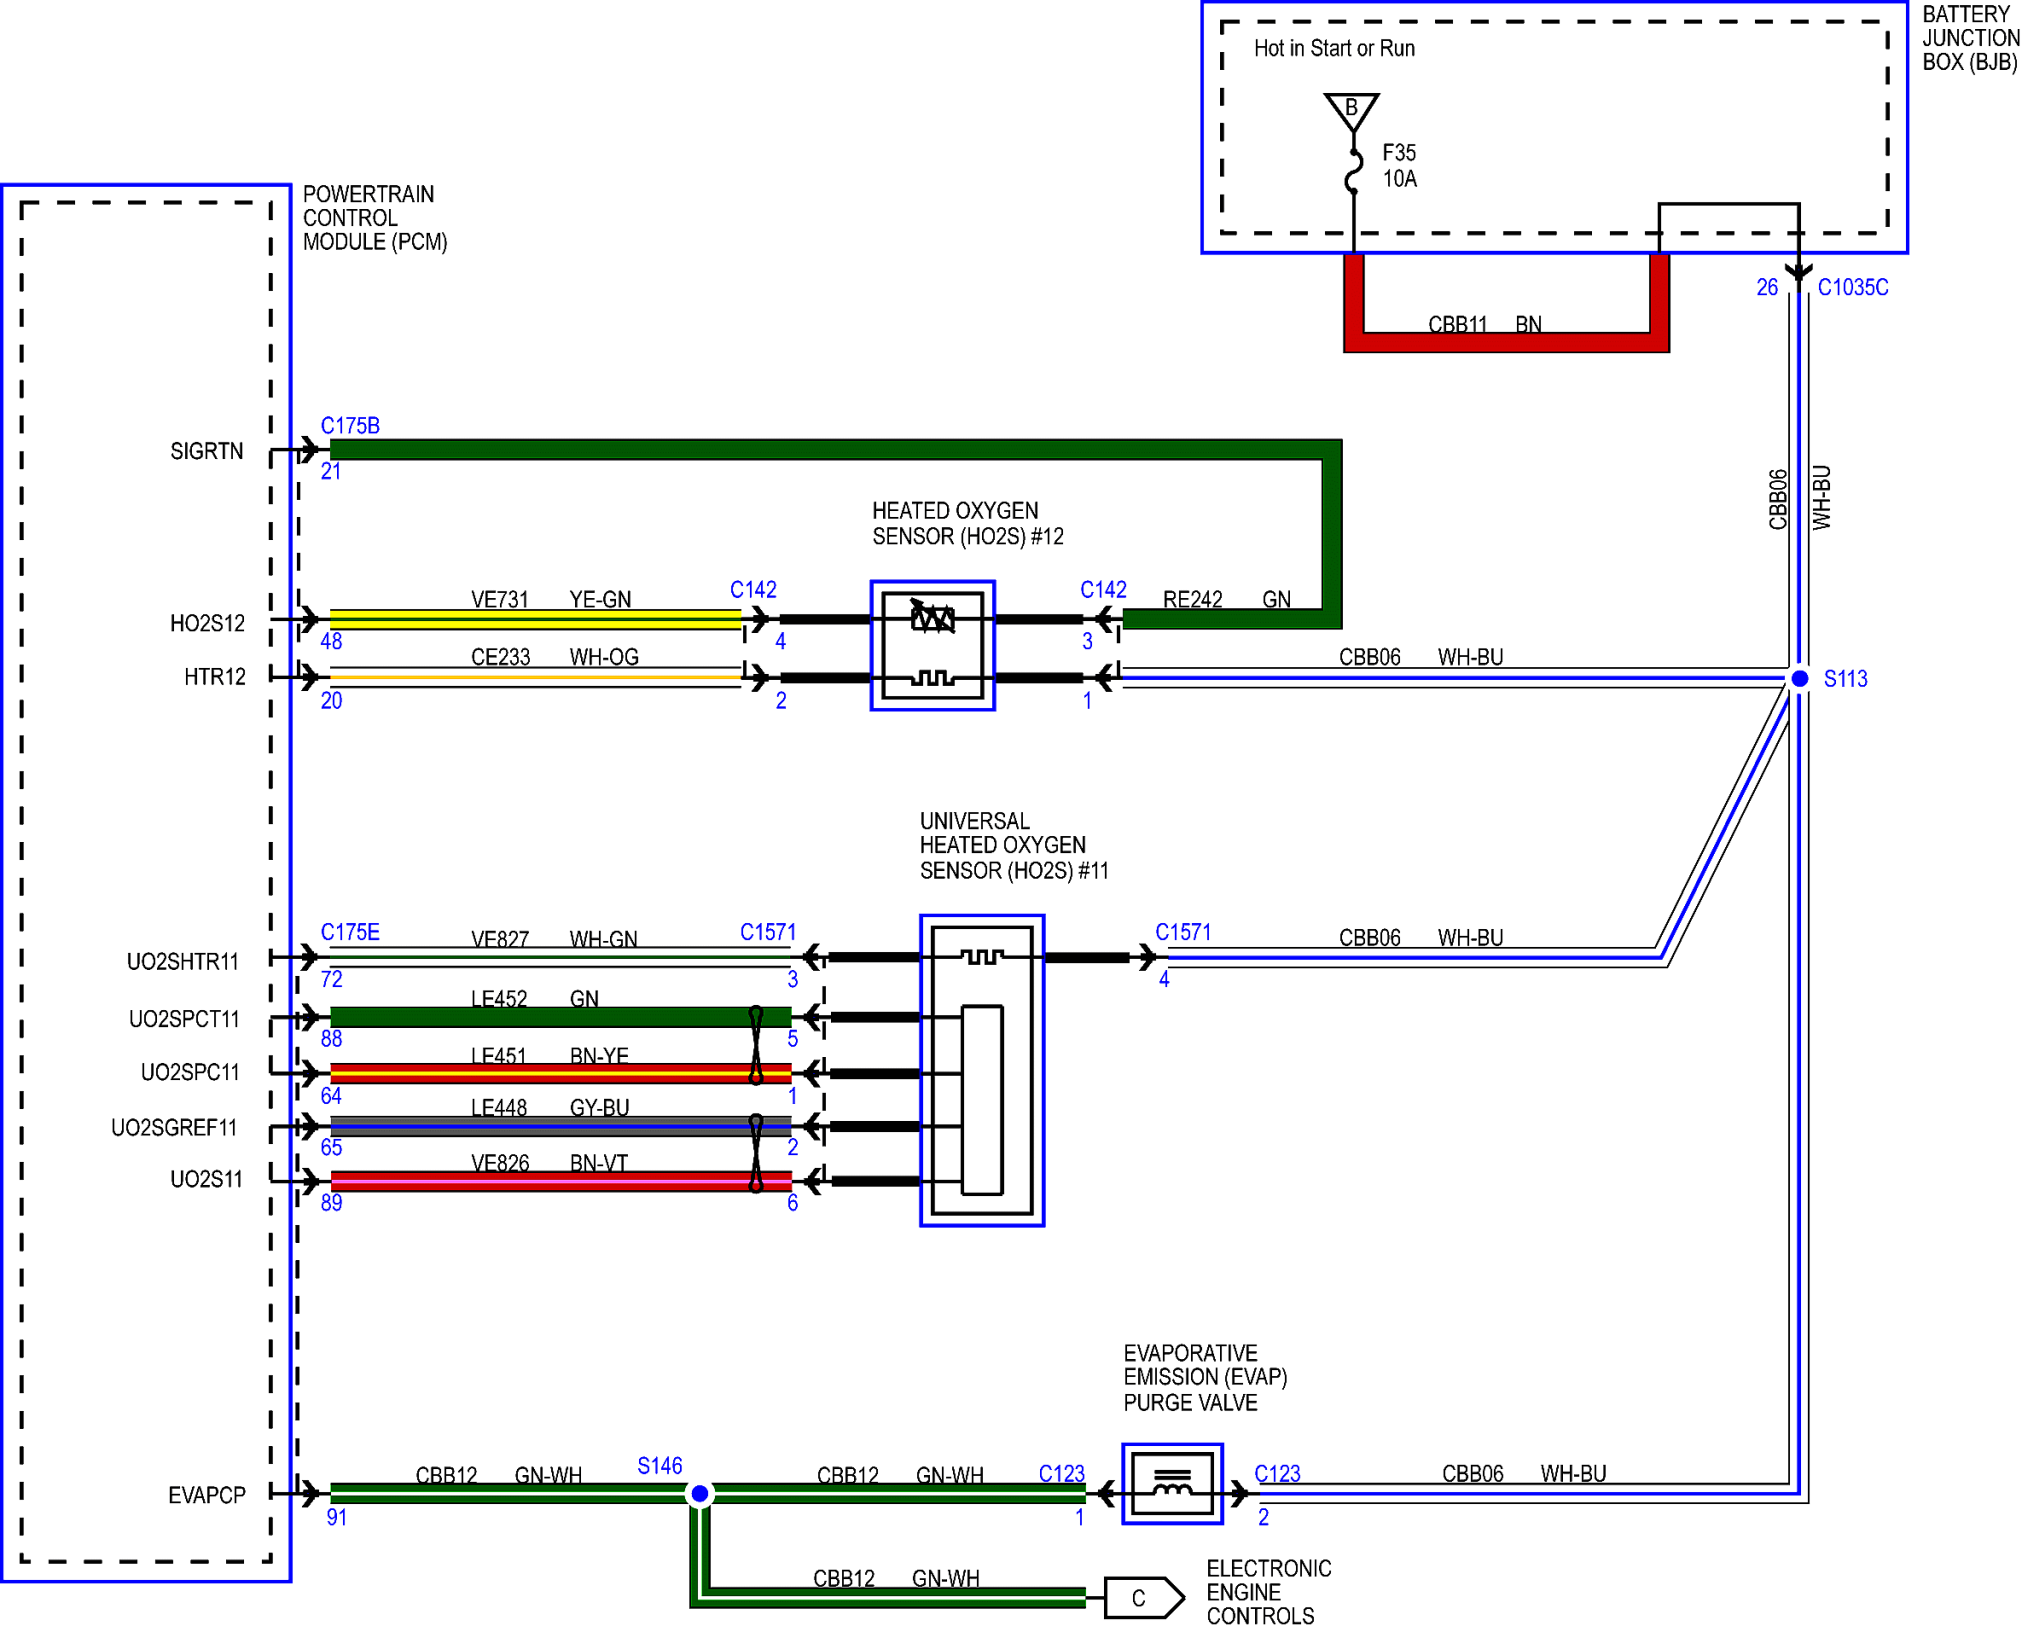 BATTERY
JUNCTION
BOX (BJB)
Hot in Start or Run
B
F35
10A
POWERTRAIN
CONTROL
MODULE (PCM)
26 C1035C
CBB11 BN
C175B
SIGRTN
21
CBB06
WH-BU
HEATED OXYGEN
SENSOR (HO2S) #12
VE731 YE-GN C142 C142 RE242 GN
HO2S12
48 4 3
CE233 WH-OG CBB06 WH-BU
HTR12 S113
20 2 1
UNIVERSAL
HEATED OXYGEN
SENSOR (HO2S) #11
C175E VE827 WH-GN C1571 C1571 CBB06 WH-BU
UO2SHTR11
72 3 4
LE452 GN
UO2SPCT11
88 5
LE451 BN-YE
UO2SPC11
64 1
LE448 GY-BU
UO2SGREF11
65 2
VE826 BN-VT
UO2S11
89 6
EVAPORATIVE
EMISSION (EVAP)
PURGE VALVE
CBB12 GN-WH S146 CBB12 GN-WH C123 C123 CBB06 WH-BU
EVAPCP
91 1 2
CBB12 GN-WH
C
ELECTRONIC
ENGINE
CONTROLS